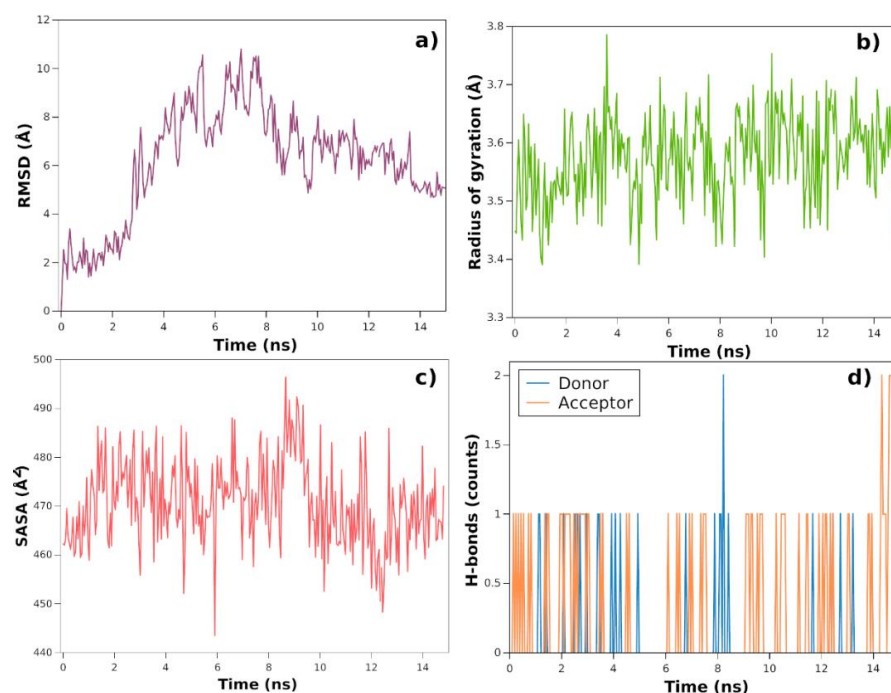 a)
12
10
8
6
4
2
0
RMSD (Å)
0 2 4 6 8 10 12 14
Time (ns)
b)
3.8
3.7
3.6
3.5
3.4
3.3
Radius of gyration (Å)
0 2 4 6 8 10 12 14
Time (ns)
c)
500
490
480
470
460
450
440
SASA (Å²)
0 2 4 6 8 10 12 14
Time (ns)
d)
Donor
Acceptor
2
1.5
1
0.5
0
H-bonds (counts)
0 2 4 6 8 10 12 14
Time (ns)